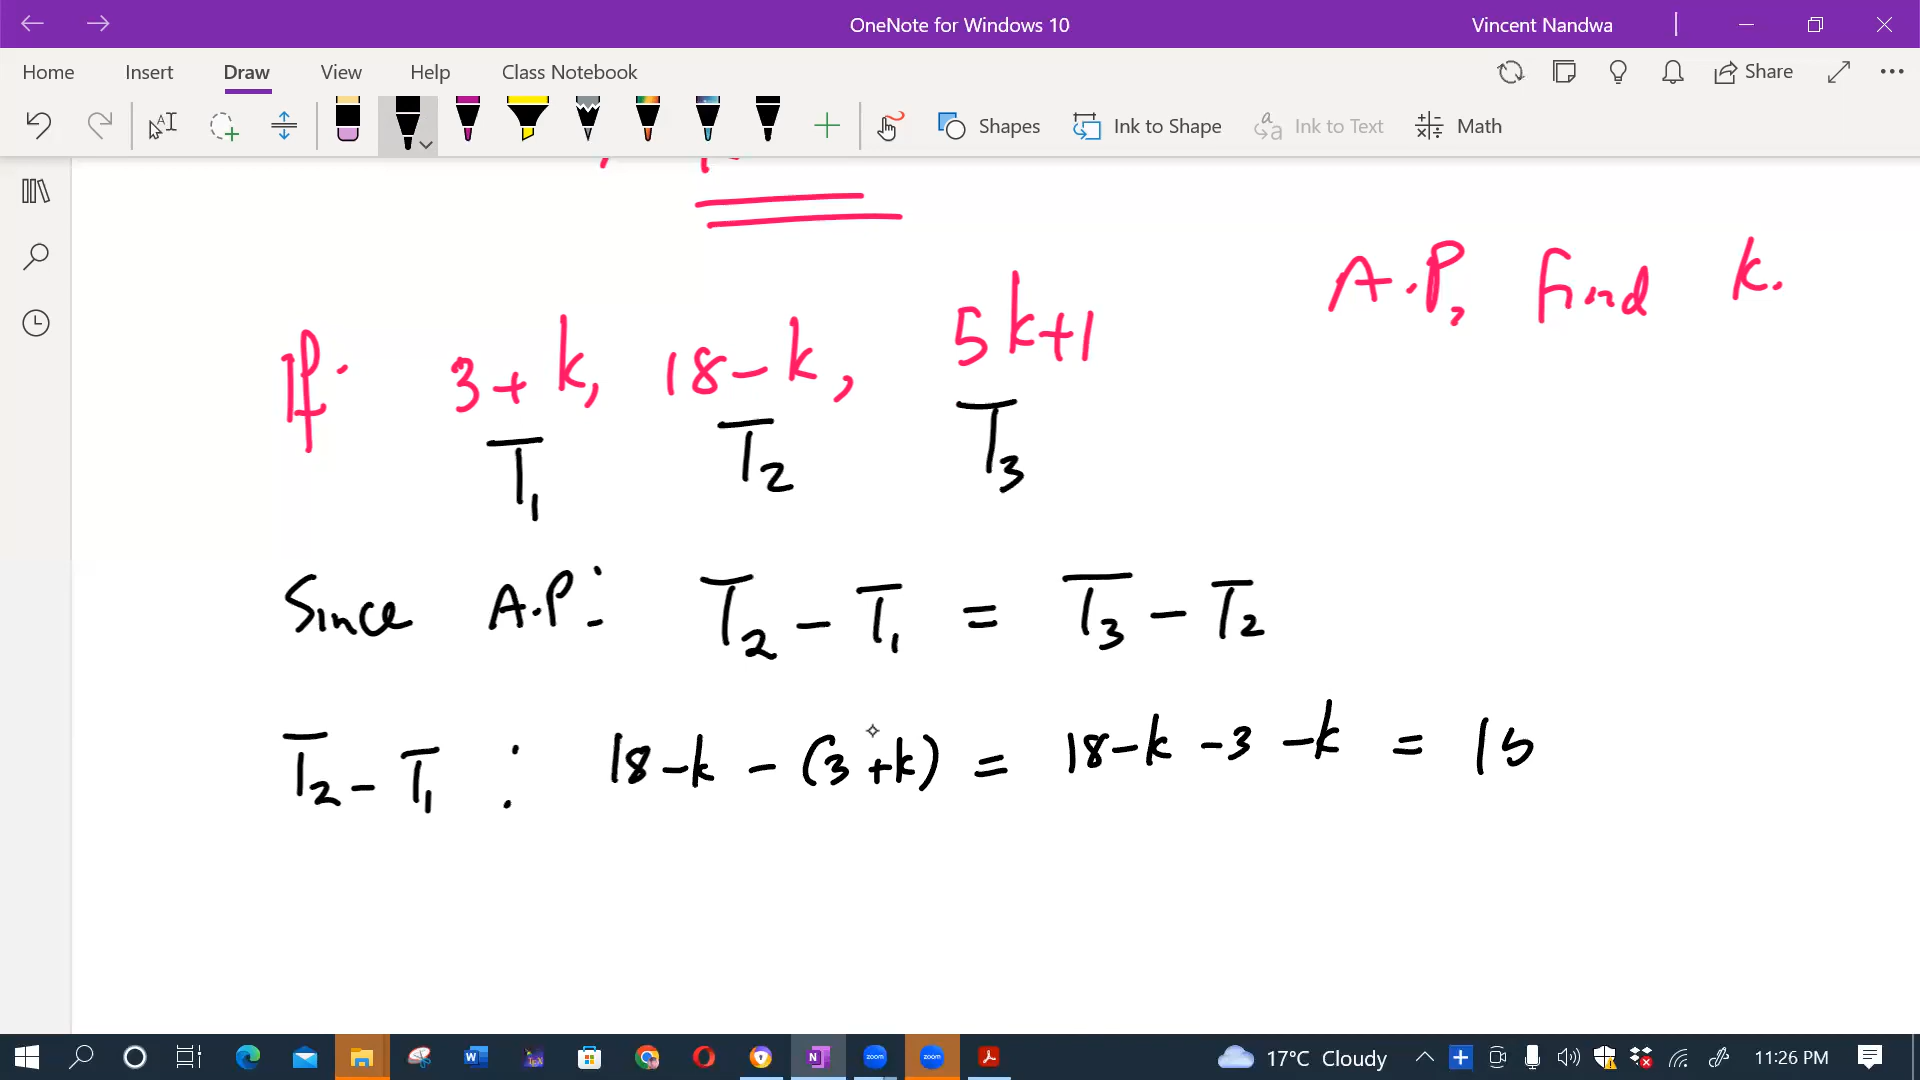 OneNote for Windows 10
Vincent Nandwa
Home Insert Draw View Help Class Notebook
Share
Shapes Ink to Shape Ink to Text Math
A.P, find k.
If: 3+k, 18-k, 5k+1
T₁ T₂ T₃
Since A.P: T₂ - T₁ = T₃ - T₂
T₂ - T₁ : 18-k - (3+k) = 18-k -3 -k = 15
17°C Cloudy
11:26 PM